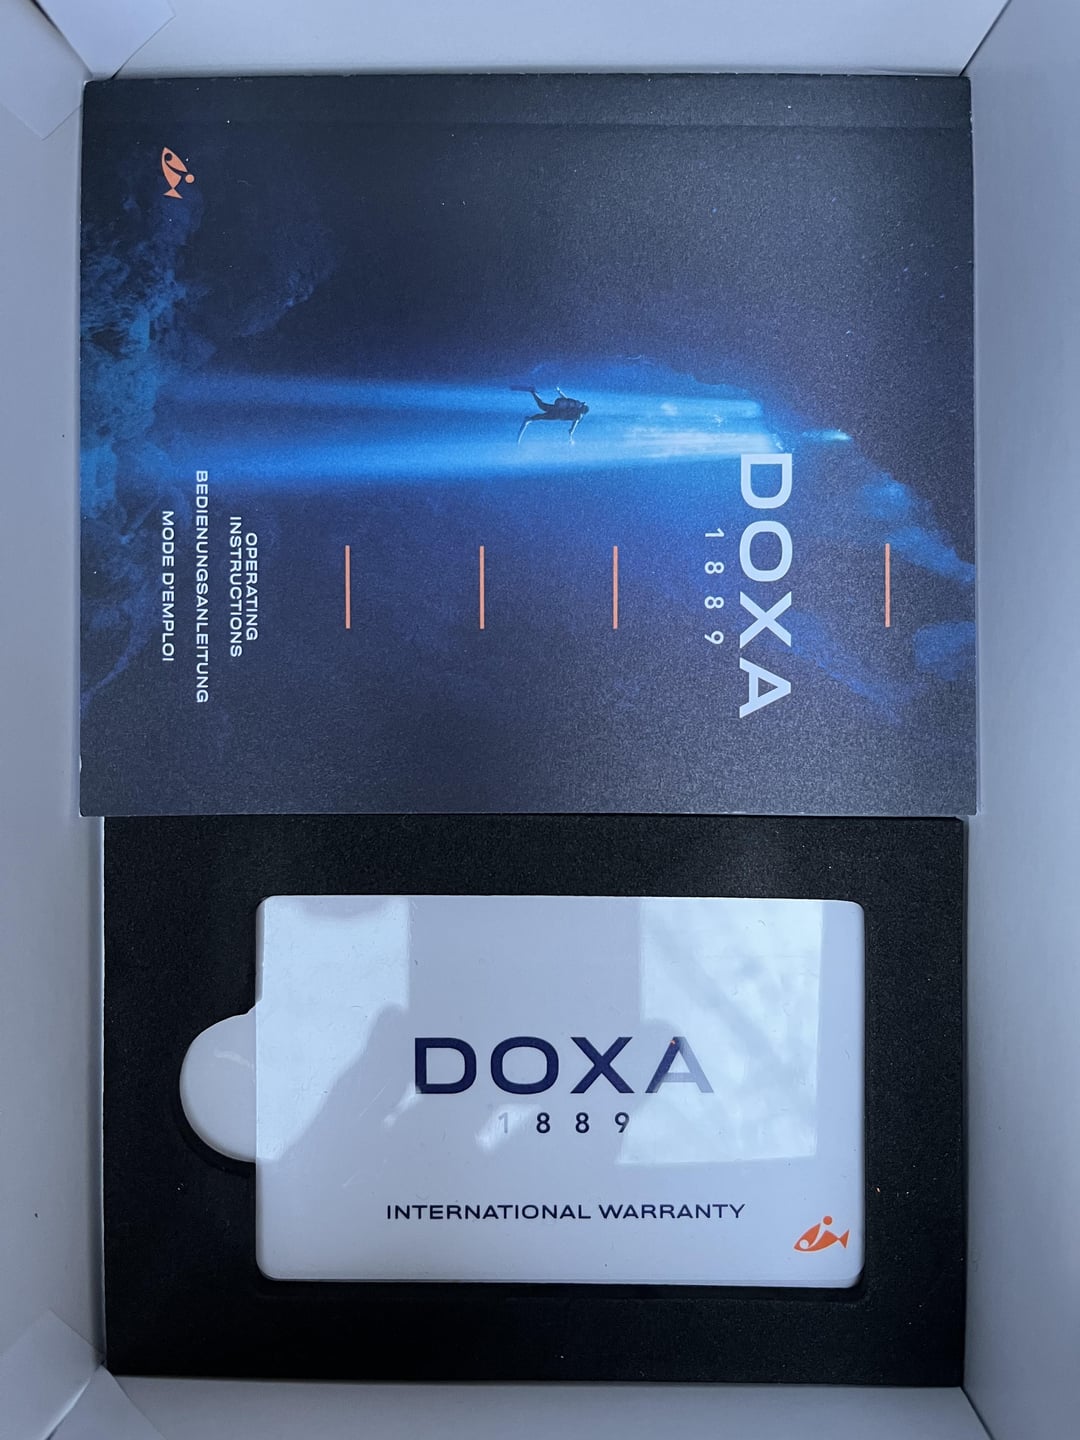 DOXA
1889
OPERATING
INSTRUCTIONS
BEDIENUNGSANLEITUNG
MODE D'EMPLOI
DOXA
1889
INTERNATIONAL WARRANTY